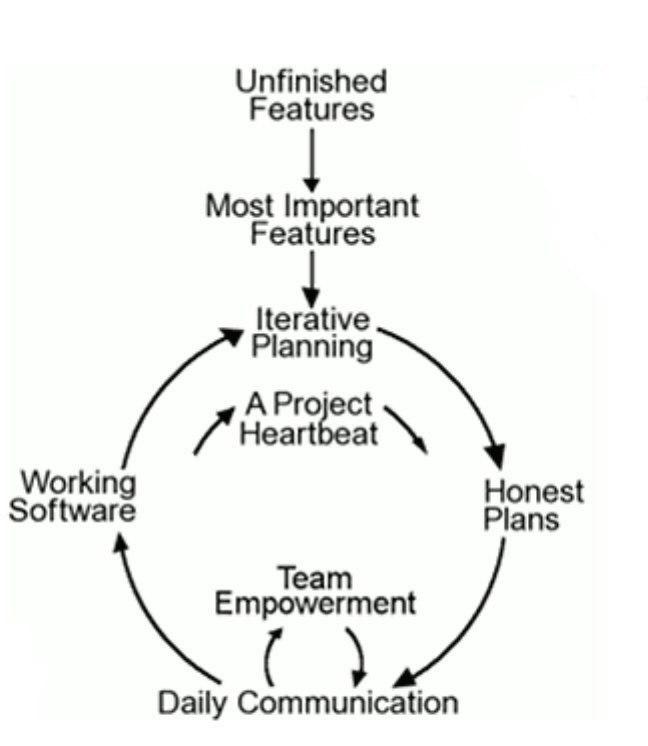 Unfinished
Features
Most Important
Features
Iterative
Planning
A Project
Heartbeat
Working
Software
Honest
Plans
Team
Empowerment
Daily Communication